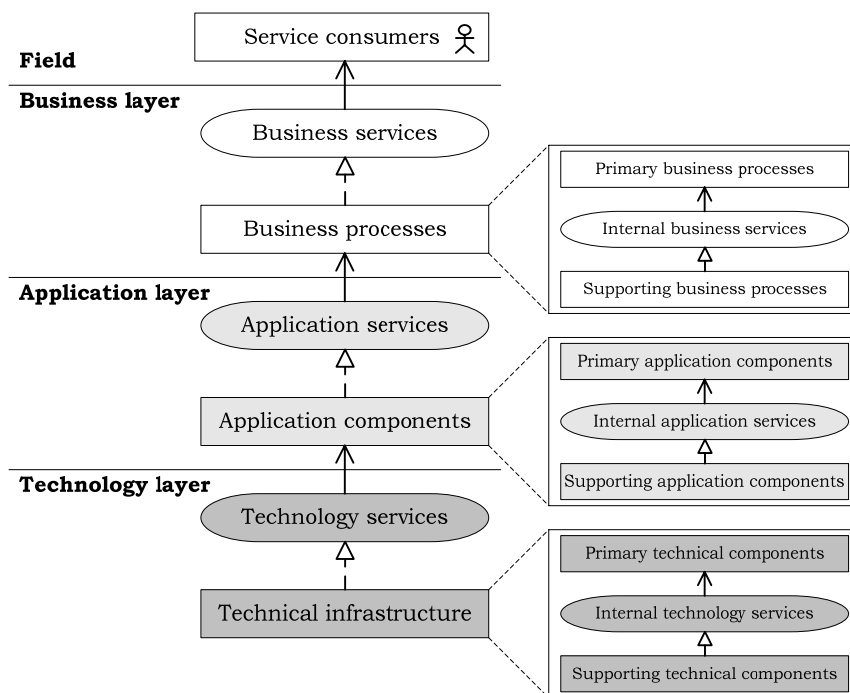 Service consumers
Field
Business layer
Business services
Business processes
Primary business processes
Internal business services
Supporting business processes
Application layer
Application services
Application components
Primary application components
Internal application services
Supporting application components
Technology layer
Technology services
Technical infrastructure
Primary technical components
Internal technology services
Supporting technical components